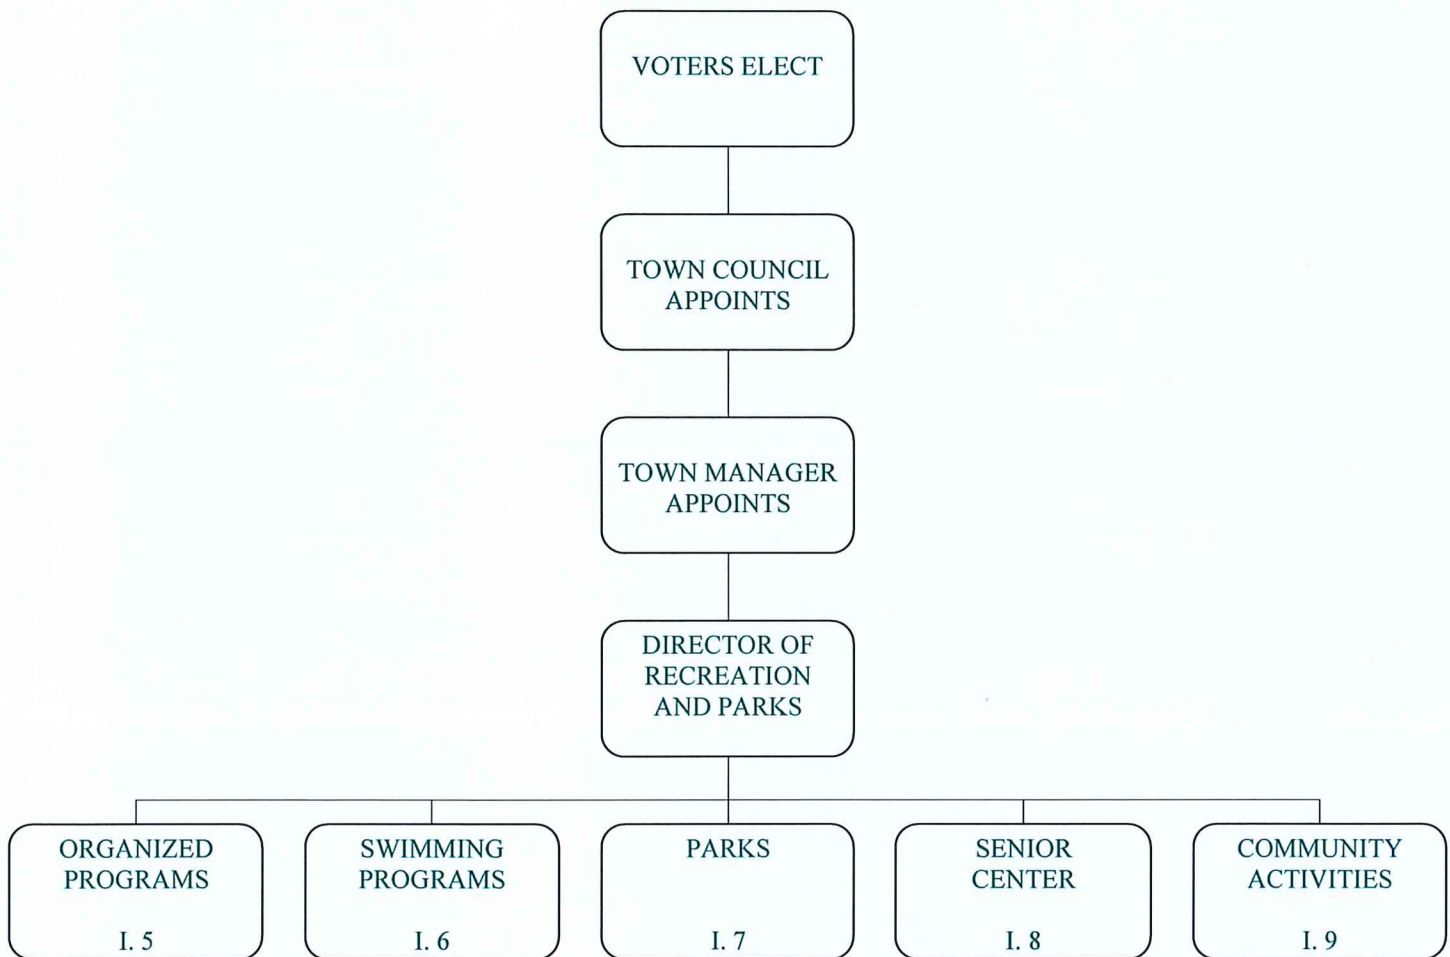 VOTERS ELECT
TOWN COUNCIL
APPOINTS
TOWN MANAGER
APPOINTS
DIRECTOR OF
RECREATION
AND PARKS
ORGANIZED
PROGRAMS
I. 5
SWIMMING
PROGRAMS
I. 6
PARKS
I. 7
SENIOR
CENTER
I. 8
COMMUNITY
ACTIVITIES
I. 9